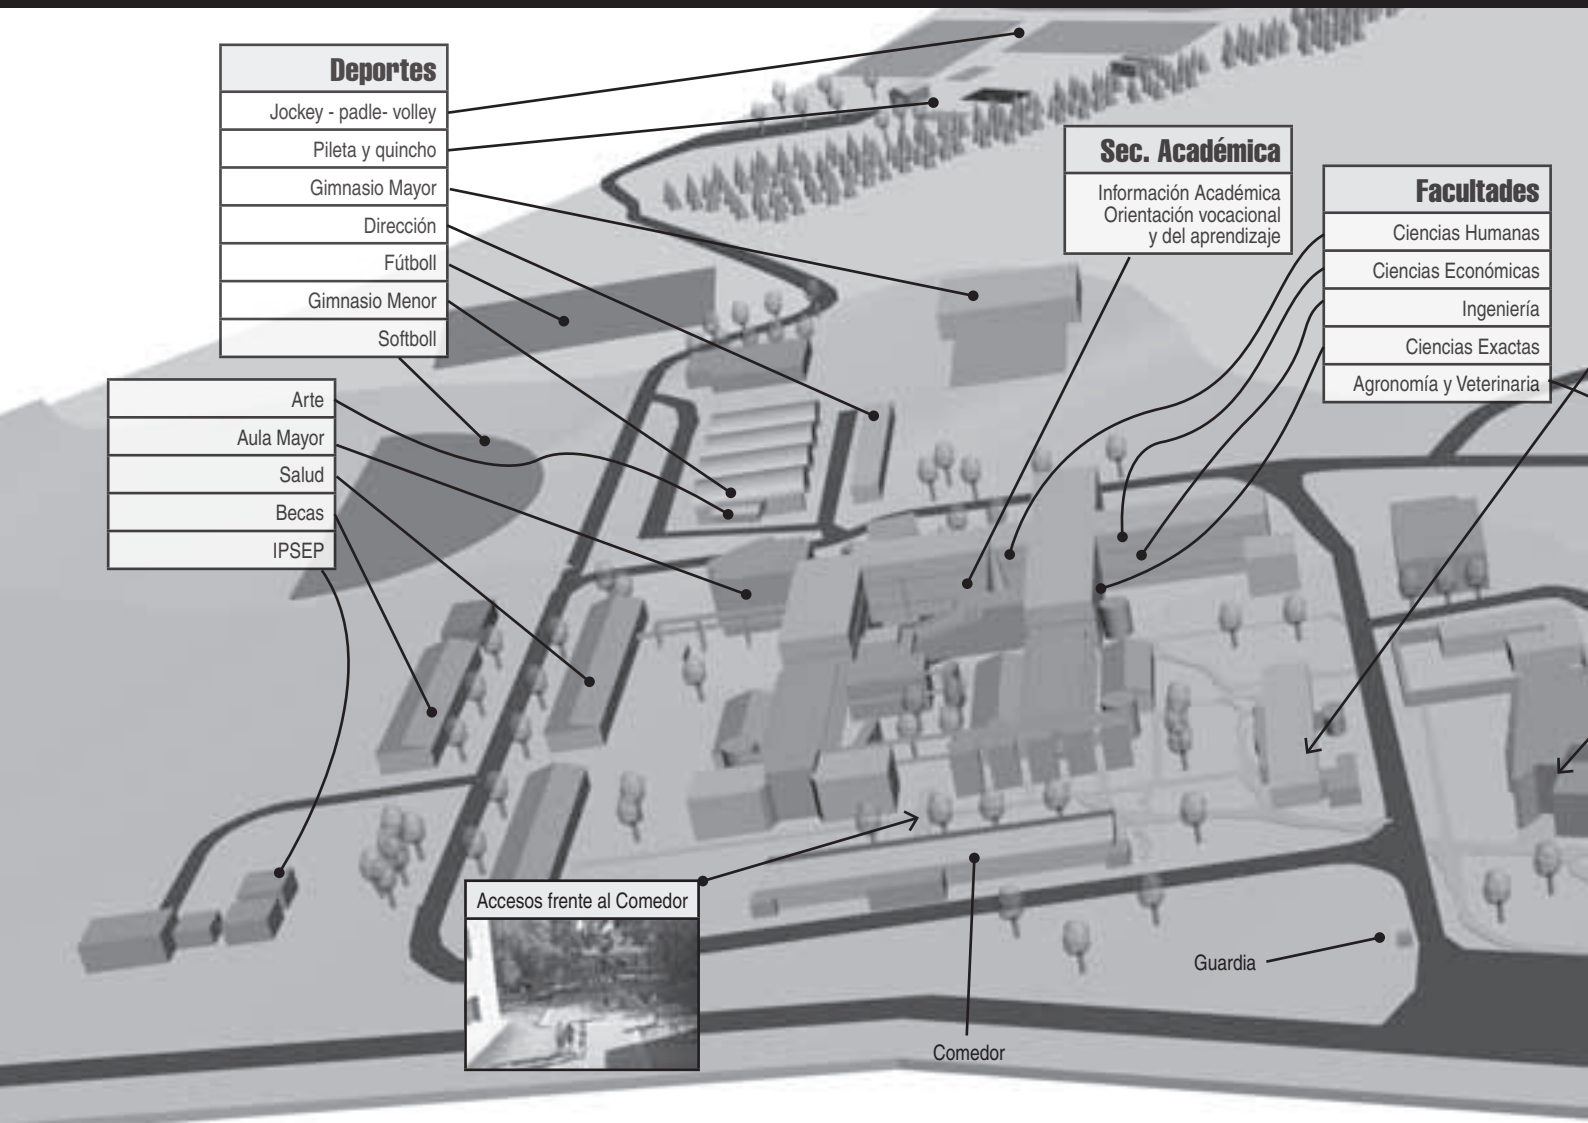 Deportes
Jockey - padle- volley
Pileta y quincho
Gimnasio Mayor
Dirección
Fútboll
Gimnasio Menor
Softboll
Arte
Aula Mayor
Salud
Becas
IPSEP
Sec. Académica
Información Académica
Orientación vocacional
y del aprendizaje
Facultades
Ciencias Humanas
Ciencias Económicas
Ingeniería
Ciencias Exactas
Agronomía y Veterinaria
Accesos frente al Comedor
Guardia
Comedor